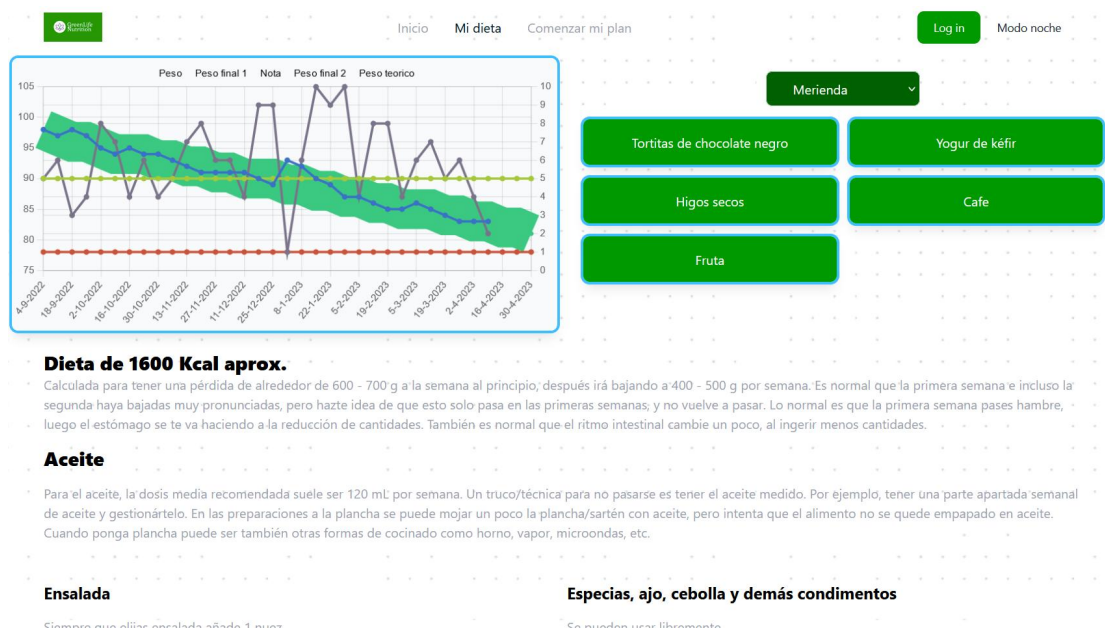 GreenLife
Nutrición
Inicio Mi dieta Comenzar mi plan
Log in Modo noche
Peso Peso final 1 Nota Peso final 2 Peso teorico
105
100
95
90
85
80
75
10
9
8
7
6
5
4
3
2
1
0
4-9-2022
18-9-2022
2-10-2022
16-10-2022
30-10-2022
13-11-2022
27-11-2022
11-12-2022
25-12-2022
8-1-2023
22-1-2023
5-2-2023
19-2-2023
5-3-2023
19-3-2023
2-4-2023
16-4-2023
30-4-2023
Merienda
Tortitas de chocolate negro
Yogur de kéfir
Higos secos
Cafe
Fruta
Dieta de 1600 Kcal aprox.
Calculada para tener una pérdida de alrededor de 600 - 700 g a la semana al principio, después irá bajando a 400 - 500 g por semana. Es normal que la primera semana e incluso la
segunda haya bajadas muy pronunciadas, pero hazte idea de que esto solo pasa en las primeras semanas, y no vuelve a pasar. Lo normal es que la primera semana pases hambre,
luego el estómago se te va haciendo a la reducción de cantidades. También es normal que el ritmo intestinal cambie un poco, al ingerir menos cantidades.
Aceite
Para el aceite, la dosis media recomendada suele ser 120 mL por semana. Un truco/técnica para no pasarse es tener el aceite medido. Por ejemplo, tener una parte apartada semanal
de aceite y gestionártelo. En las preparaciones a la plancha se puede mojar un poco la plancha/sartén con aceite, pero intenta que el alimento no se quede empapado en aceite.
Cuando ponga plancha puede ser también otras formas de cocinado como horno, vapor, microondas, etc.
Ensalada
Siempre que elijas ensalada añade 1 nuez
Especias, ajo, cebolla y demás condimentos
Se pueden usar libremente